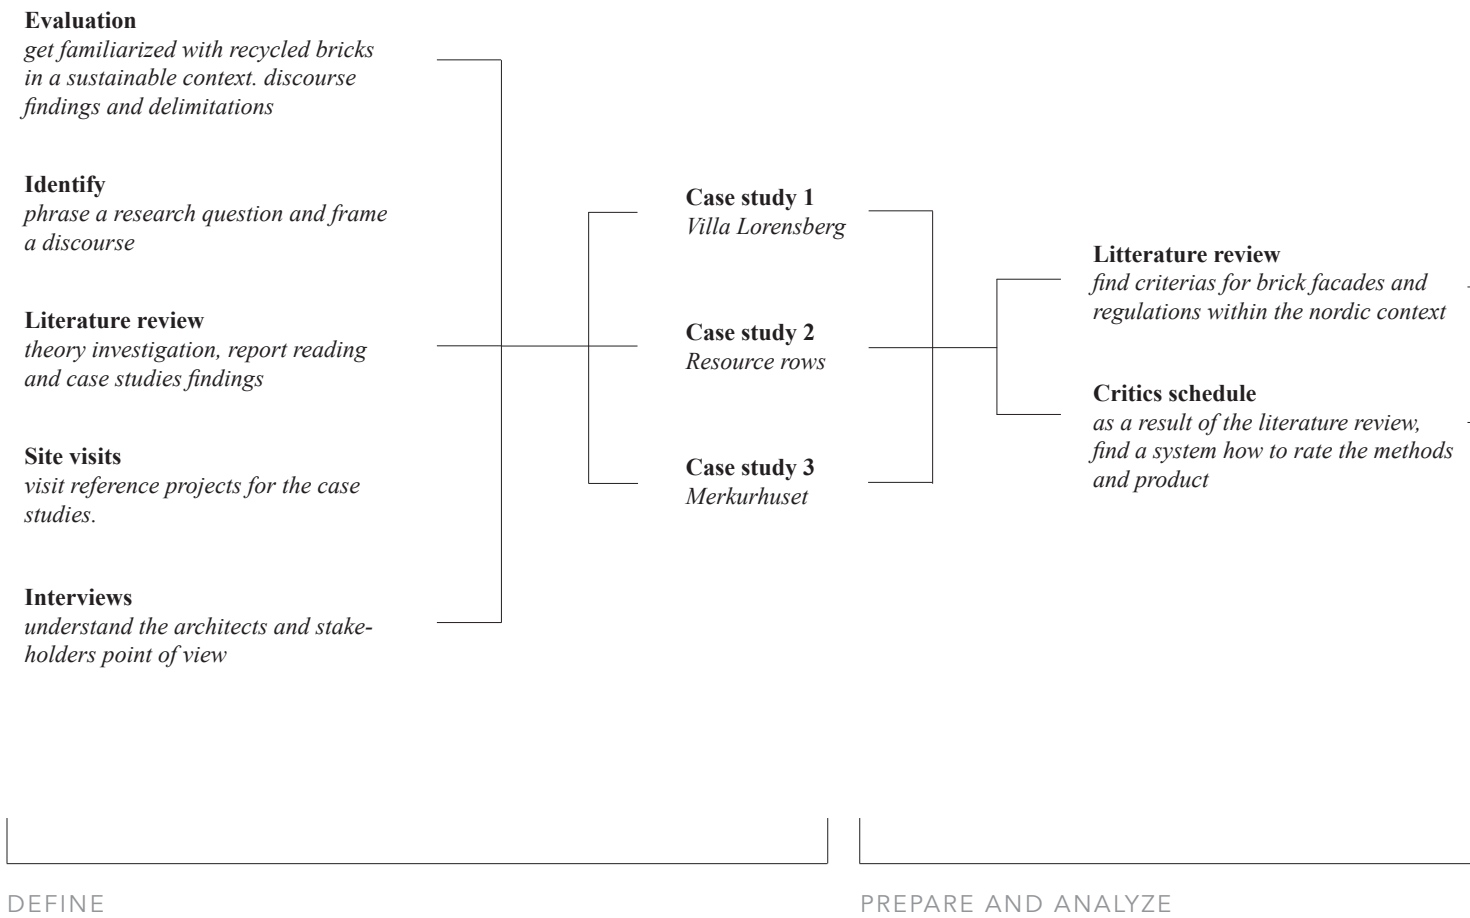 Evaluation
get familiarized with recycled bricks
in a sustainable context. discourse
findings and delimitations
Identify
phrase a research question and frame
a discourse
Literature review
theory investigation, report reading
and case studies findings
Site visits
visit reference projects for the case
studies.
Interviews
understand the architects and stake-
holders point of view
Case study 1
Villa Lorensberg
Case study 2
Resource rows
Case study 3
Merkurhuset
Litterature review
find criterias for brick facades and
regulations within the nordic context
Critics schedule
as a result of the literature review,
find a system how to rate the methods
and product
DEFINE
PREPARE AND ANALYZE